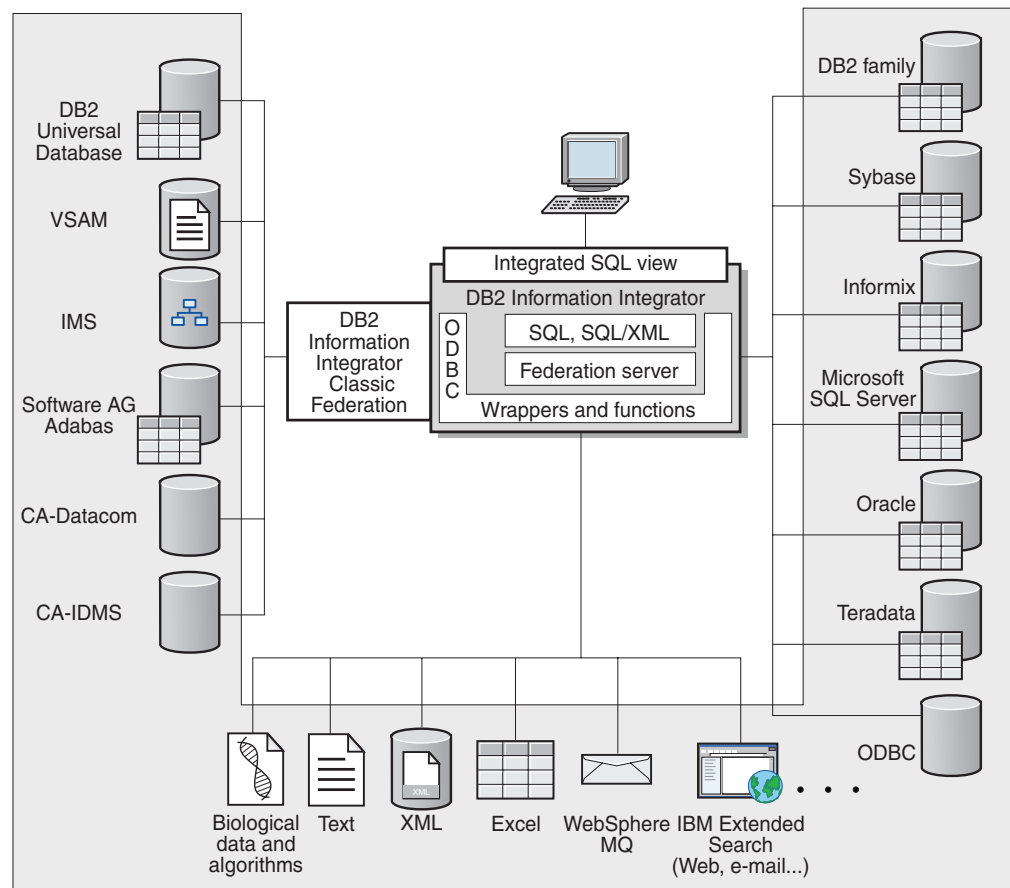 DB2
Universal
Database
VSAM
IMS
Software AG
Adabas
CA-Datacom
CA-IDMS
Integrated SQL view
DB2 Information Integrator
DB2
Information
Integrator
Classic
Federation
O
D
B
C
SQL, SQL/XML
Federation server
Wrappers and functions
DB2 family
Sybase
Informix
Microsoft
SQL Server
Oracle
Teradata
ODBC
Biological
data and
algorithms
Text
XML
XML
Excel
WebSphere
MQ
IBM Extended
Search
(Web, e-mail...)
. . .